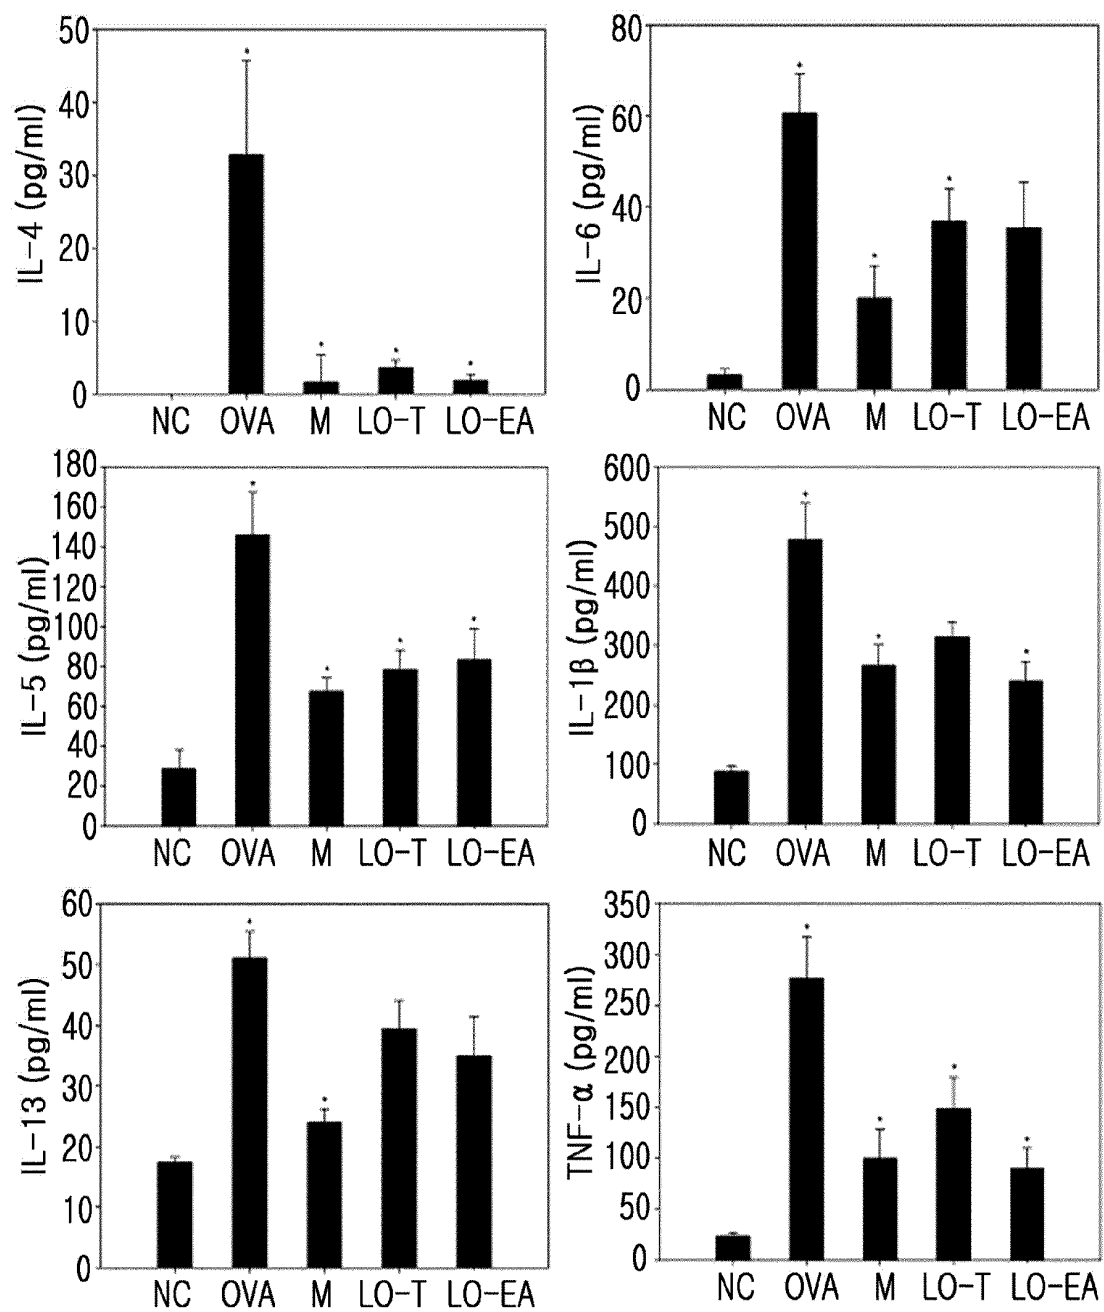 IL-4 (pg/ml)
50
40
30
20
10
0
NC OVA M LO-T LO-EA
* * * *
IL-6 (pg/ml)
80
60
40
20
0
NC OVA M LO-T LO-EA
* * *
IL-5 (pg/ml)
180
160
140
120
100
80
60
40
20
0
NC OVA M LO-T LO-EA
* * * *
IL-1β (pg/ml)
600
500
400
300
200
100
0
NC OVA M LO-T LO-EA
* * *
IL-13 (pg/ml)
60
50
40
30
20
10
0
NC OVA M LO-T LO-EA
* *
TNF-α (pg/ml)
350
300
250
200
150
100
50
0
NC OVA M LO-T LO-EA
* * * *